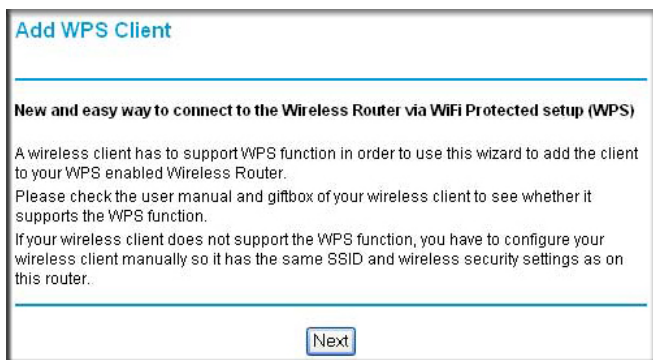 Add WPS Client
New and easy way to connect to the Wireless Router via WiFi Protected setup (WPS)
A wireless client has to support WPS function in order to use this wizard to add the client
to your WPS enabled Wireless Router.
Please check the user manual and giftbox of your wireless client to see whether it
supports the WPS function.
If your wireless client does not support the WPS function, you have to configure your
wireless client manually so it has the same SSID and wireless security settings as on
this router.
Next